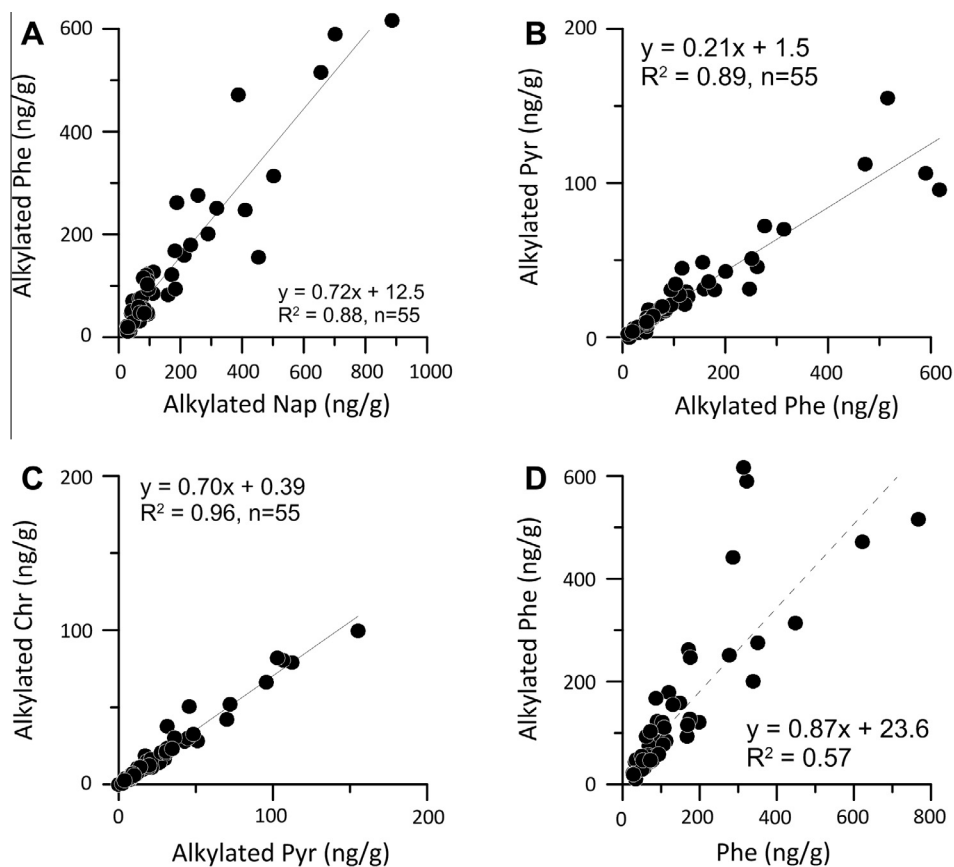 A
600
400
200
0
Alkylated Phe (ng/g)
y = 0.72x + 12.5
R² = 0.88, n=55
0 200 400 600 800 1000
Alkylated Nap (ng/g)
B
y = 0.21x + 1.5
R² = 0.89, n=55
200
100
0
Alkylated Pyr (ng/g)
0 200 400 600
Alkylated Phe (ng/g)
C
y = 0.70x + 0.39
R² = 0.96, n=55
200
100
0
Alkylated Chr (ng/g)
0 100 200
Alkylated Pyr (ng/g)
D
600
400
200
0
Alkylated Phe (ng/g)
y = 0.87x + 23.6
R² = 0.57
0 200 400 600 800
Phe (ng/g)